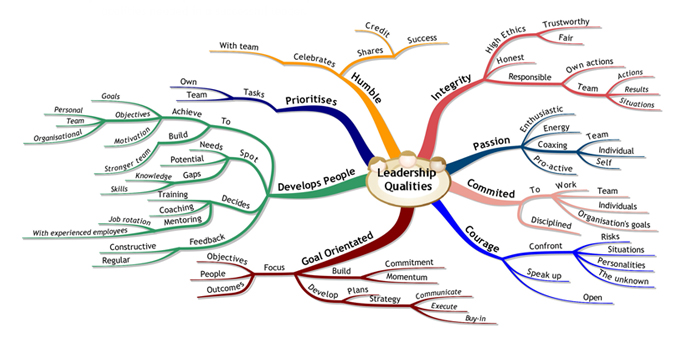 Leadership
Qualities
Humble
Celebrates
With team
Shares
Credit
Success
Integrity
High Ethics
Trustworthy
Fair
Honest
Responsible
Own actions
Team
Actions
Results
Situations
Passion
Enthusiastic
Energy
Coaxing
Team
Individual
Self
Pro-active
Commited
To
Work
Team
Individuals
Organisation's goals
Disciplined
Courage
Confront
Risks
Situations
Personalities
The unknown
Speak up
Open
Goal Orientated
Focus
Objectives
People
Outcomes
Build
Commitment
Momentum
Develop
Plans
Strategy
Communicate
Execute
Buy-in
Develops People
To
Achieve
Objectives
Goals
Personal
Team
Organisational
Build
Motivation
Stronger team
Spot
Needs
Potential
Gaps
Knowledge
Skills
Decides
Training
Coaching
Mentoring
Job rotation
With experienced employees
Feedback
Constructive
Regular
Prioritises
Tasks
Own
Team